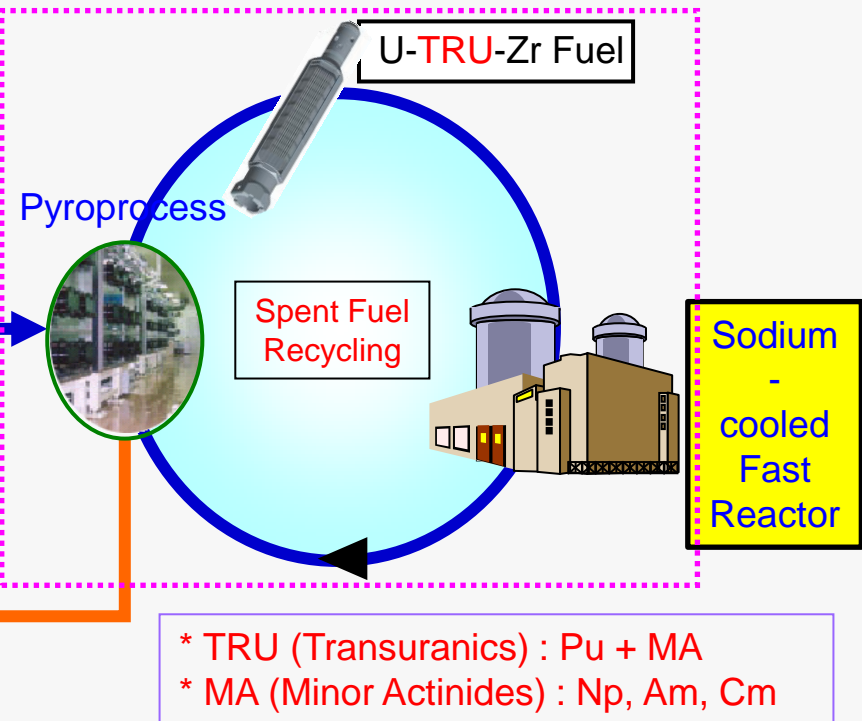 U-TRU-Zr Fuel
Pyroprocess
Spent Fuel
Recycling
Sodium
-
cooled
Fast
Reactor
* TRU (Transuranics) : Pu + MA
* MA (Minor Actinides) : Np, Am, Cm